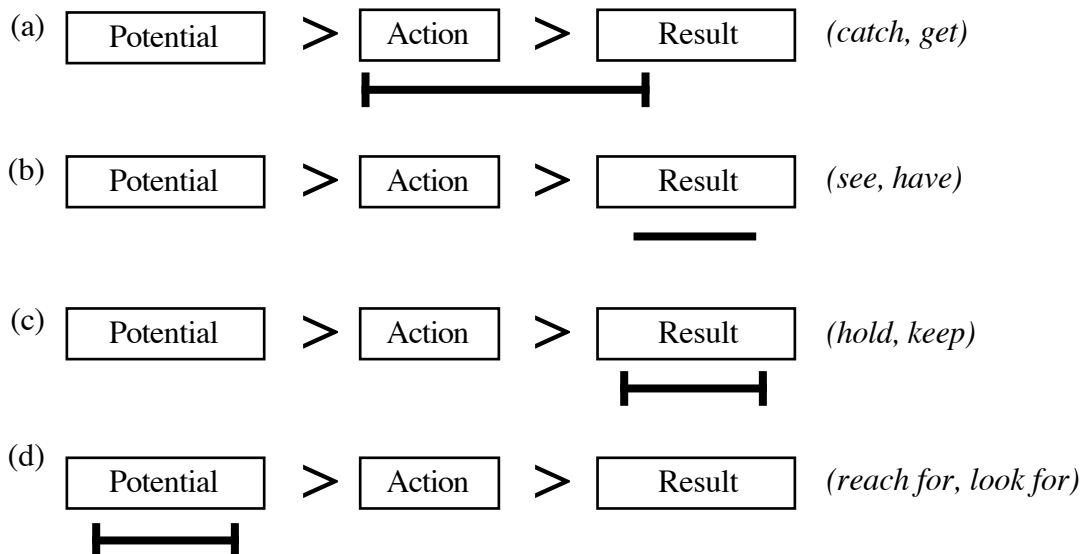 (a) Potential > Action > Result (catch, get)
(b) Potential > Action > Result (see, have)
(c) Potential > Action > Result (hold, keep)
(d) Potential > Action > Result (reach for, look for)